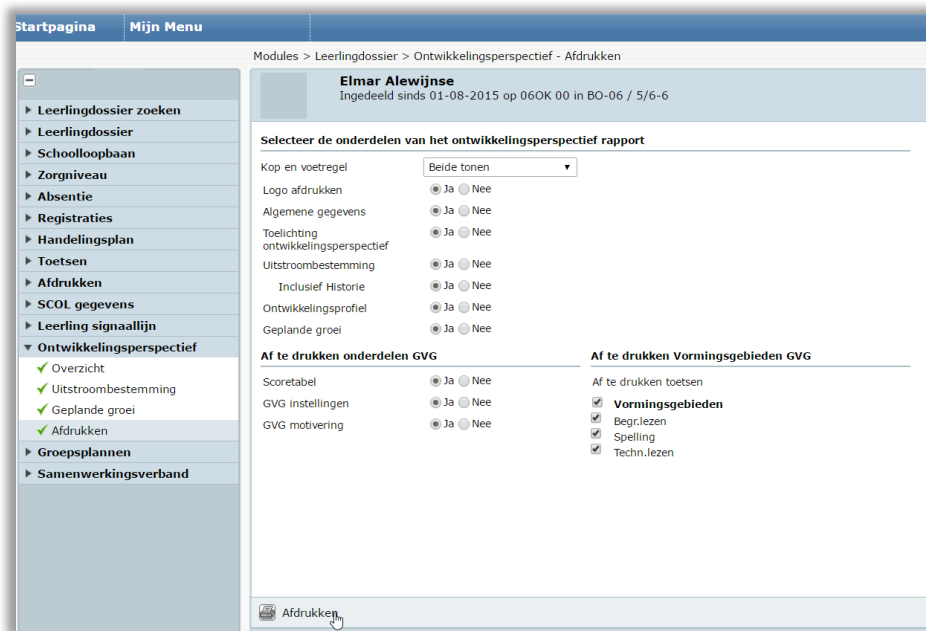 Startpagina Mijn Menu
Modules > Leerlingdossier > Ontwikkelingsperspectief - Afdrukken
Elmar Alewijnse
Ingedeeld sinds 01-08-2015 op 06OK 00 in BO-06 / 5/6-6
Leerlingdossier zoeken
Leerlingdossier
Schoolloopbaan
Zorgniveau
Absentie
Registraties
Handelingsplan
Toetsen
Afdrukken
SCOL gegevens
Leerling signaallijn
Ontwikkelingsperspectief
Overzicht
Uitstroombestemming
Geplande groei
Afdrukken
Groepsplannen
Samenwerkingsverband
Selecteer de onderdelen van het ontwikkelingsperspectief rapport
Kop en voetregel Beide tonen
Logo afdrukken Ja Nee
Algemene gegevens Ja Nee
Toelichting Ja Nee
ontwikkelingsperspectief
Uitstroombestemming Ja Nee
Inclusief Historie Ja Nee
Ontwikkelingsprofiel Ja Nee
Geplande groei Ja Nee
Af te drukken onderdelen GVG
Scoretabel Ja Nee
GVG instellingen Ja Nee
GVG motivering Ja Nee
Af te drukken Vormingsgebieden GVG
Af te drukken toetsen
Vormingsgebieden
Begr.lezen
Spelling
Techn.lezen
Afdrukken